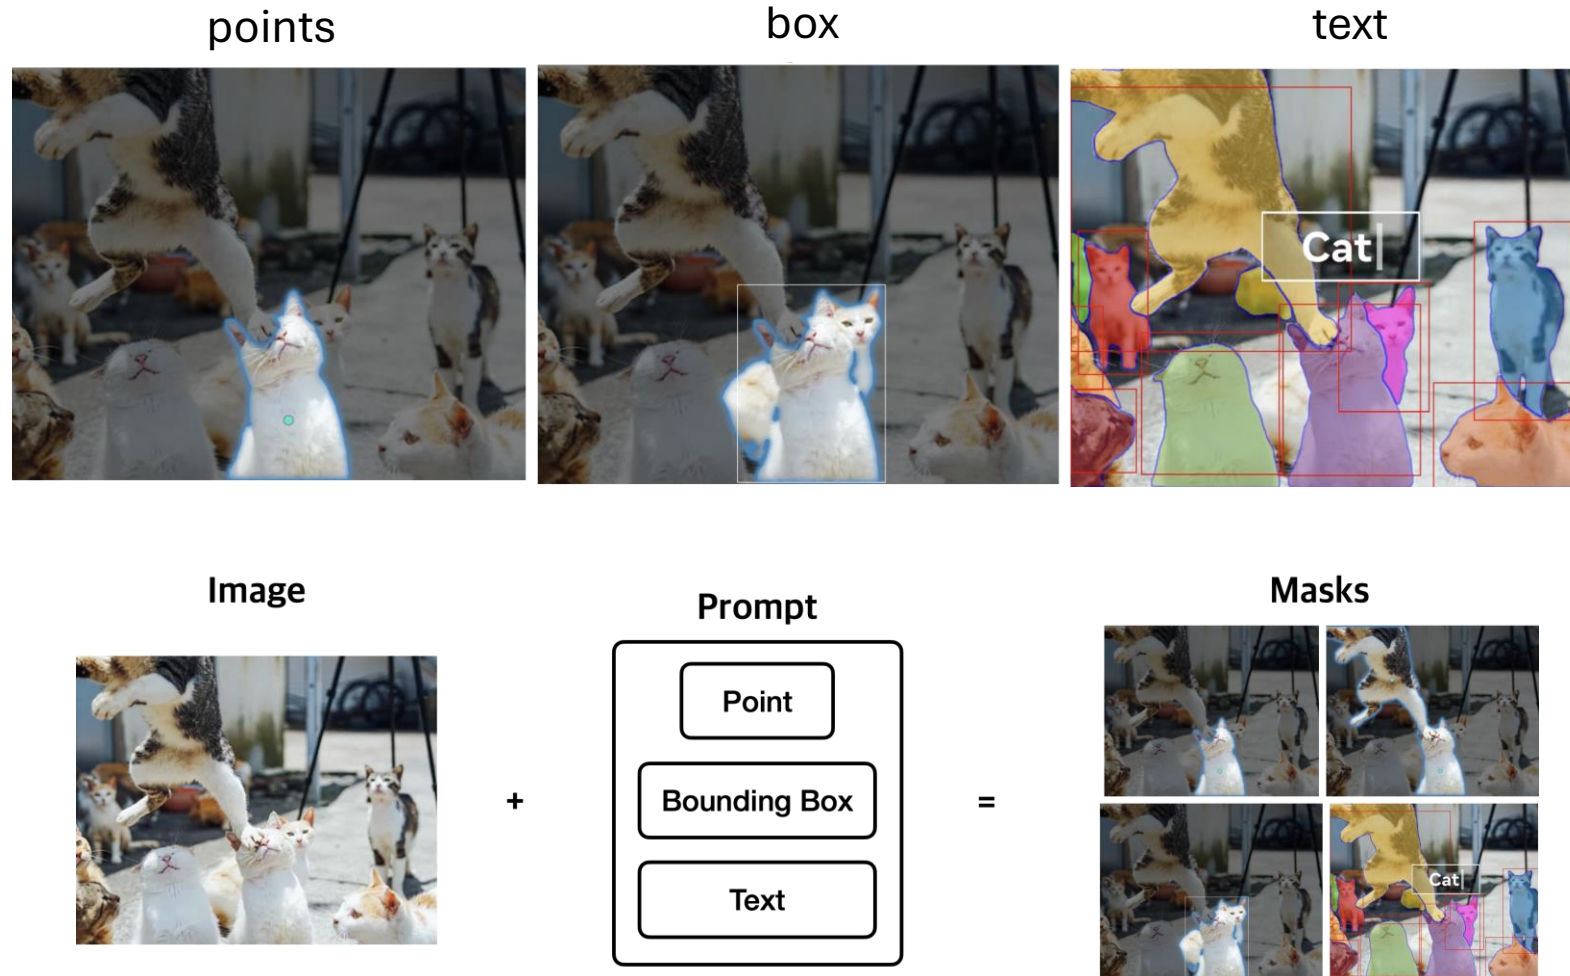 points
box
text
Cat
Image
Prompt
Masks
Point
Bounding Box
Text
+
=
Cat